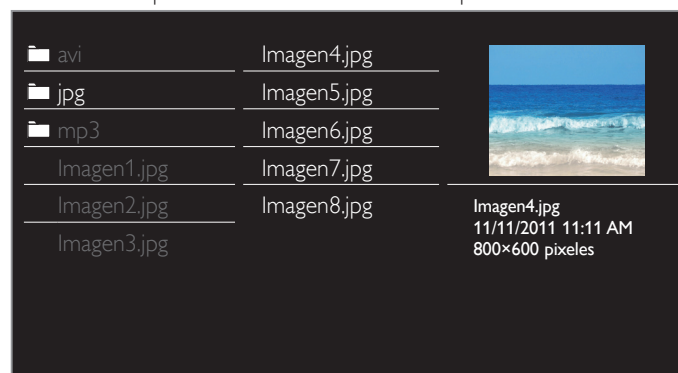 avi
jpg
mp3
Imagen1.jpg
Imagen2.jpg
Imagen3.jpg
Imagen4.jpg
Imagen5.jpg
Imagen6.jpg
Imagen7.jpg
Imagen8.jpg
Imagen4.jpg
11/11/2011 11:11 AM
800×600 pixeles